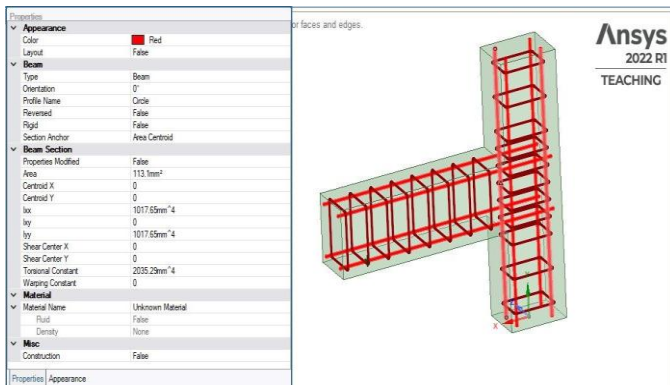 Properties
Appearance
Color Red
Layout False
Beam
Type Beam
Orientation 0°
Profile Name Circle
Reversed False
Rigid False
Section Anchor Area Centroid
Beam Section
Properties Modified False
Area 113.1mm²
Centroid X 0
Centroid Y 0
Ixx 1017.65mm^4
Ixy 0
Iyy 1017.65mm^4
Shear Center X 0
Shear Center Y 0
Torsional Constant 2035.29mm^4
Warping Constant 0
Material
Material Name Unknown Material
Fluid False
Density None
Misc
Construction False
Properties Appearance
or faces and edges.
Ansys
2022 R1
TEACHING
X